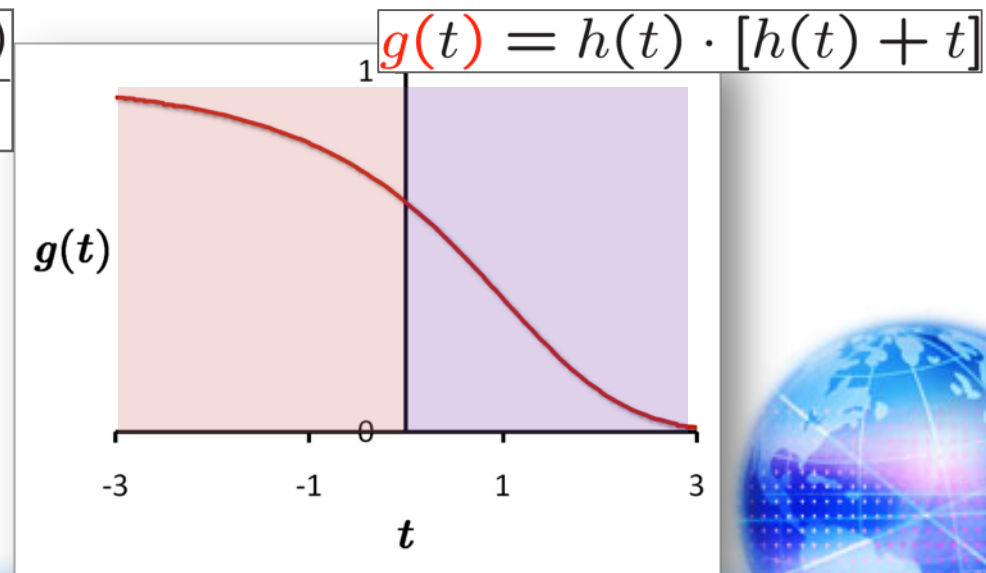 )
g(t) = h(t) · [h(t) + t]
1
g(t)
0
-3 -1 1 3
t